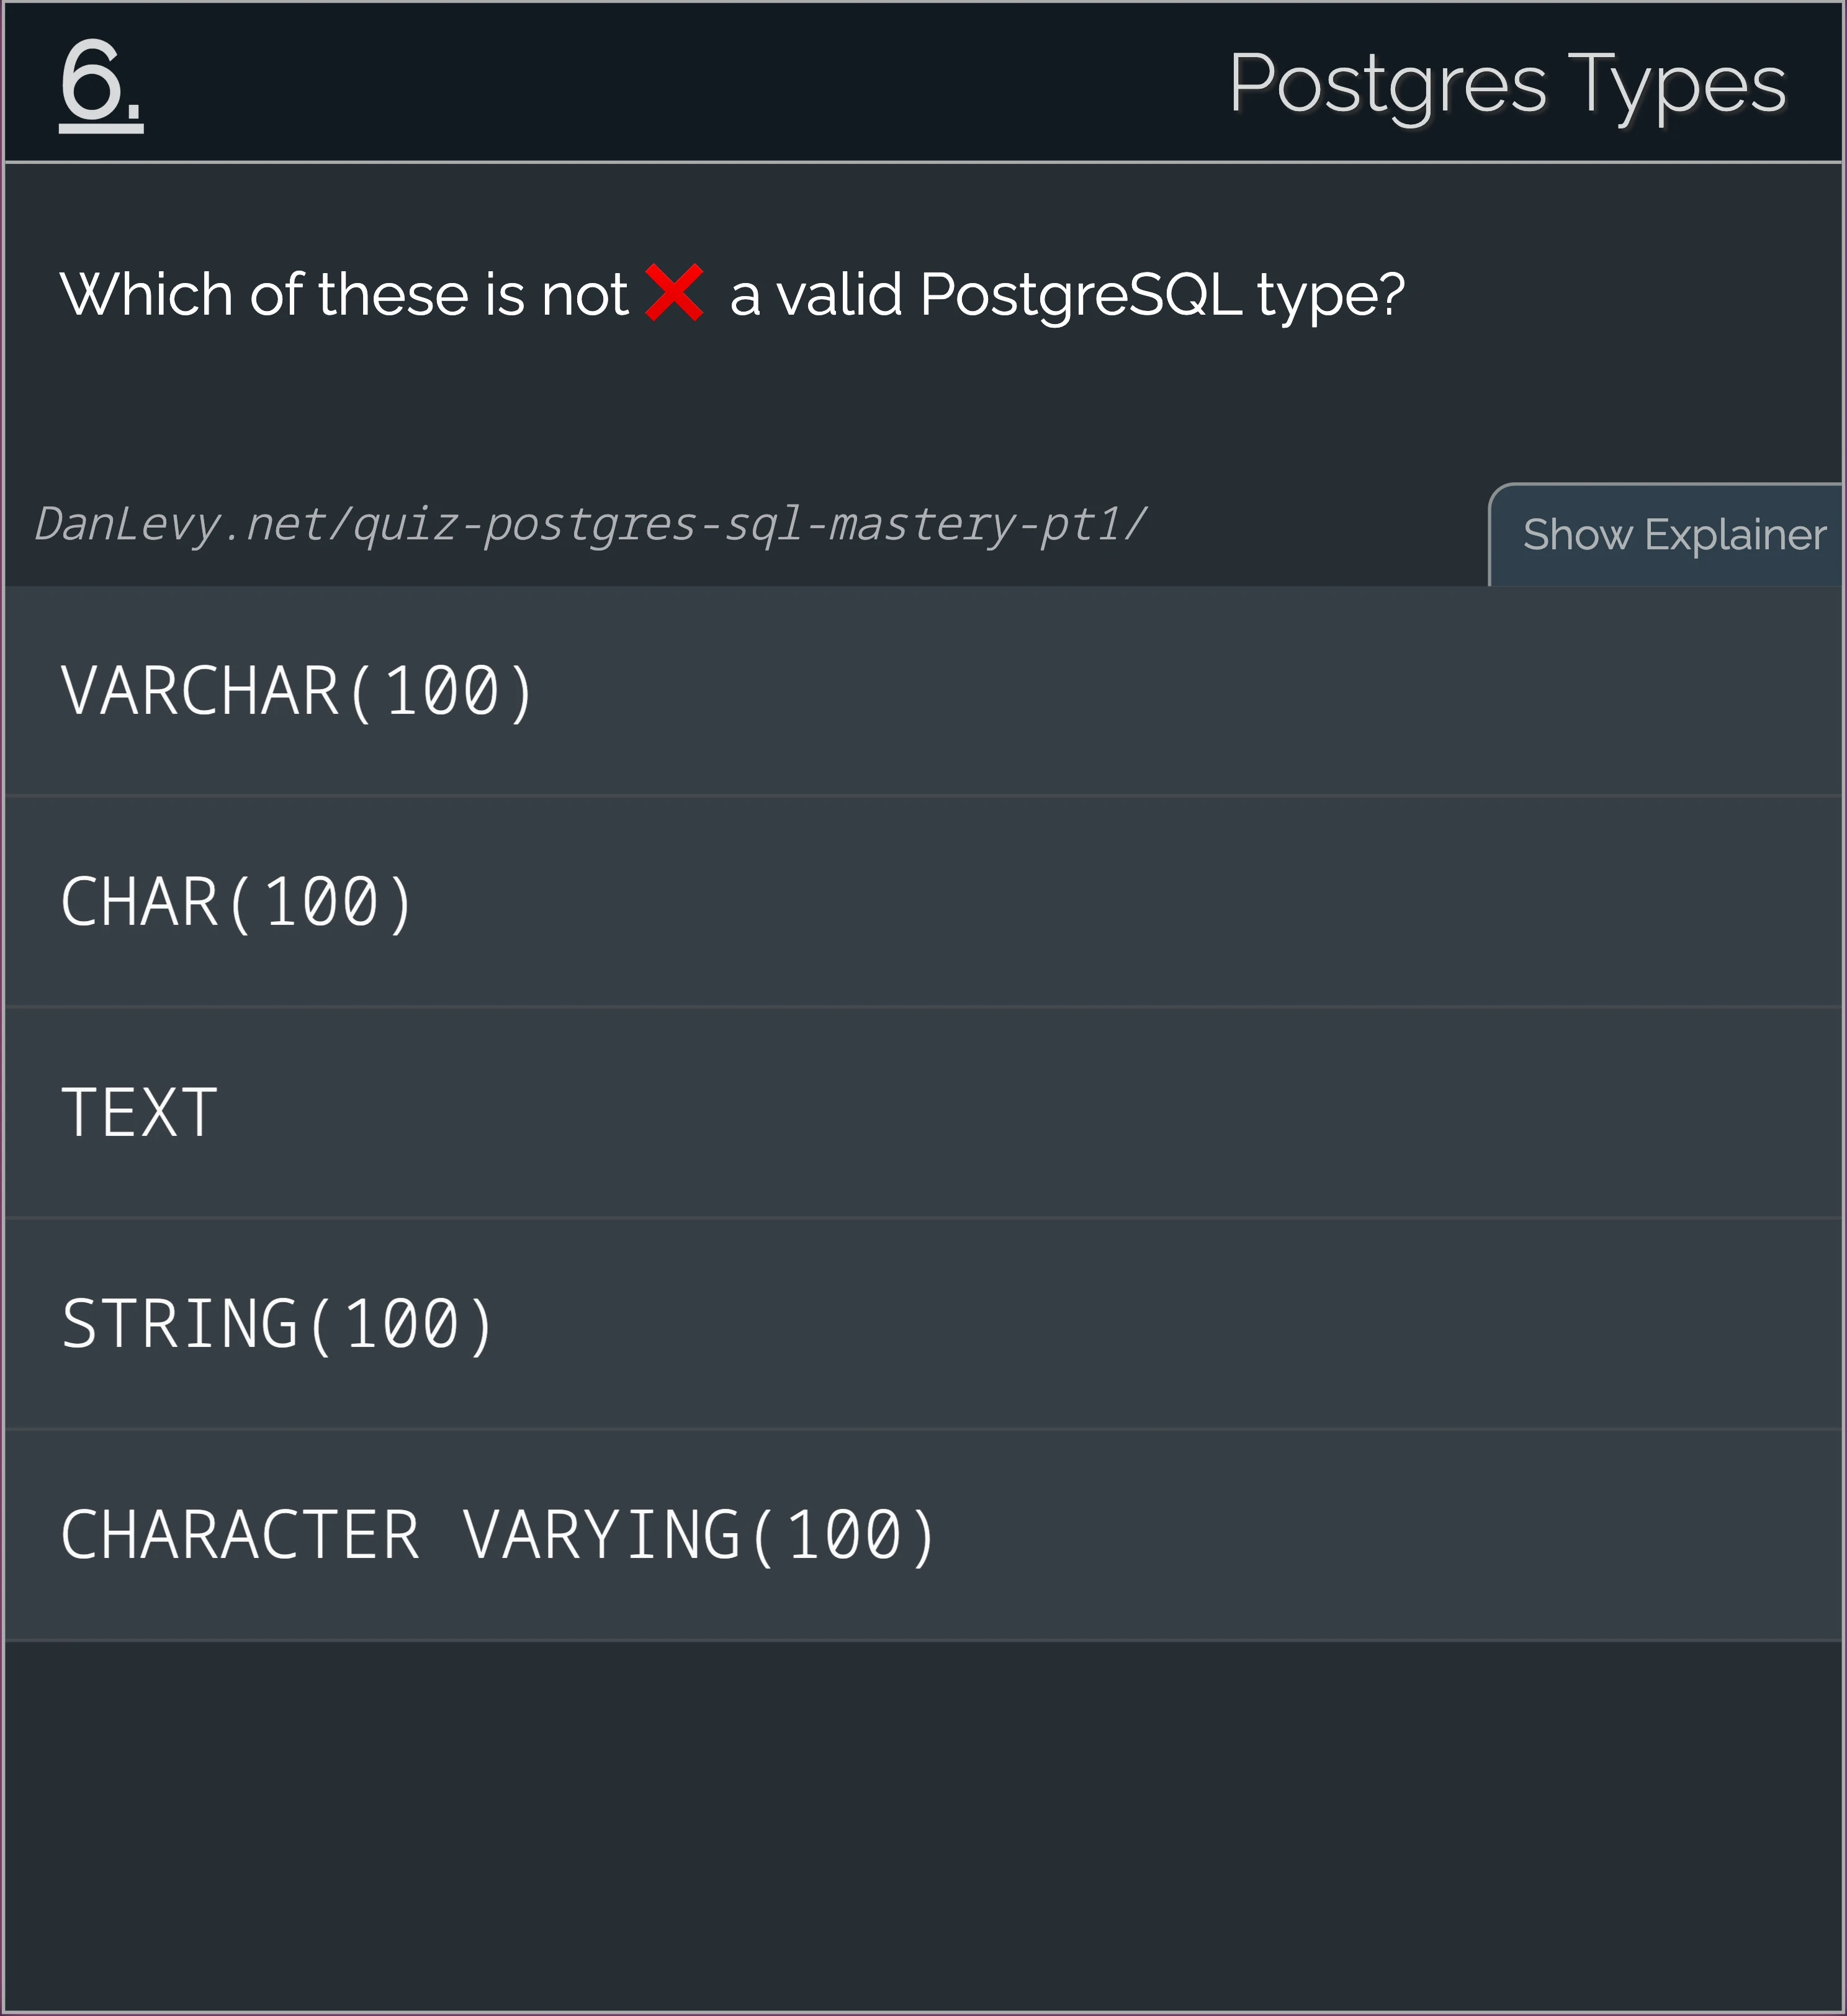 6.
Postgres Types
Which of these is not ❌ a valid PostgreSQL type?
DanLevy.net/quiz-postgres-sql-mastery-pt1/
Show Explainer
VARCHAR(100)
CHAR(100)
TEXT
STRING(100)
CHARACTER VARYING(100)